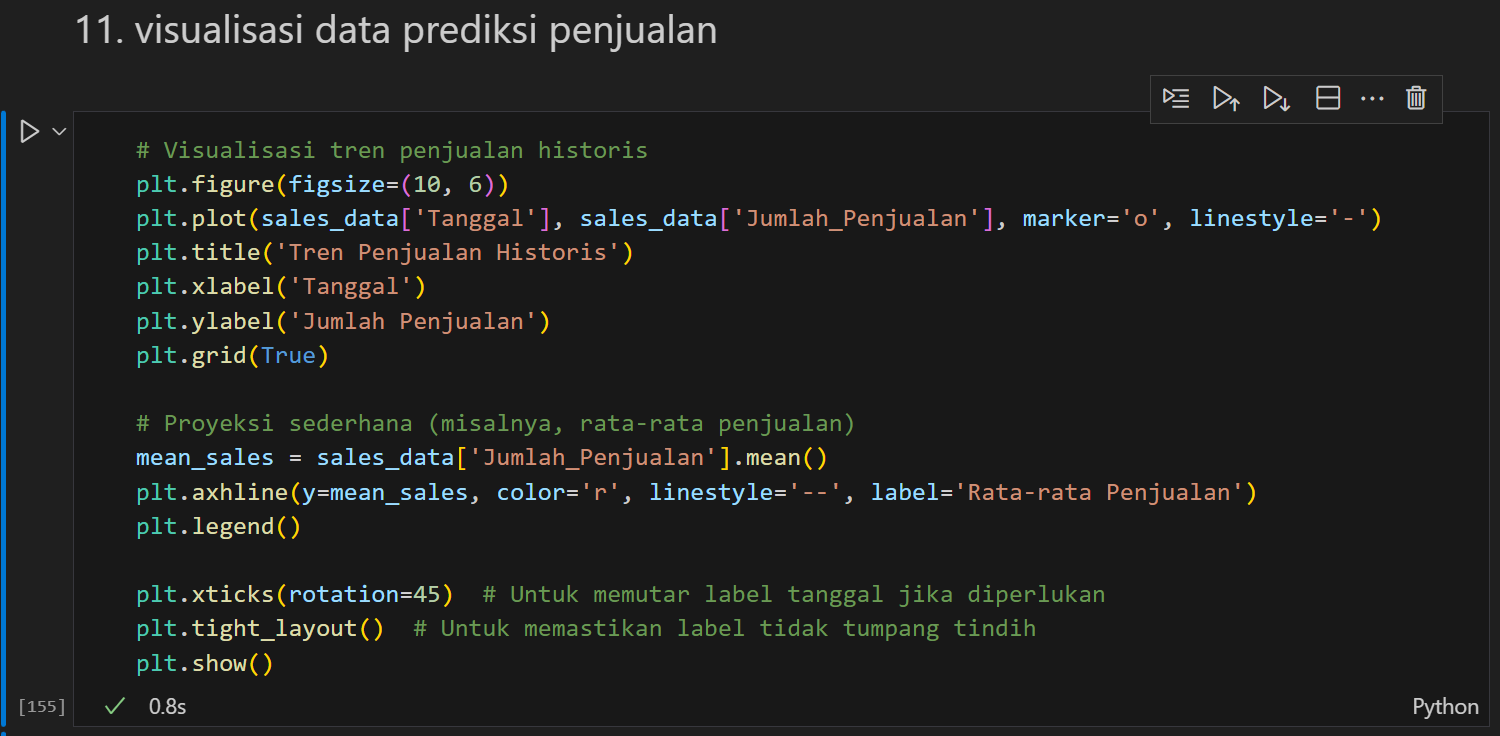 11. visualisasi data prediksi penjualan
# Visualisasi tren penjualan historis
plt.figure(figsize=(10, 6))
plt.plot(sales_data['Tanggal'], sales_data['Jumlah_Penjualan'], marker='o', linestyle='-')
plt.title('Tren Penjualan Historis')
plt.xlabel('Tanggal')
plt.ylabel('Jumlah Penjualan')
plt.grid(True)

# Proyeksi sederhana (misalnya, rata-rata penjualan)
mean_sales = sales_data['Jumlah_Penjualan'].mean()
plt.axhline(y=mean_sales, color='r', linestyle='--', label='Rata-rata Penjualan')
plt.legend()

plt.xticks(rotation=45)  # Untuk memutar label tanggal jika diperlukan
plt.tight_layout()  # Untuk memastikan label tidak tumpang tindih
plt.show()
[155] 0.8s Python